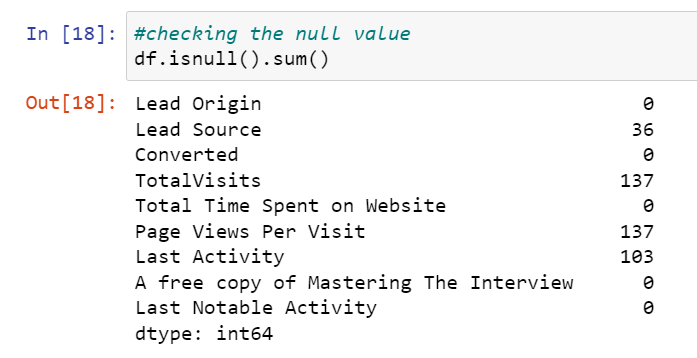 In [18]: #checking the null value
df.isnull().sum()
Out[18]: Lead Origin 0
Lead Source 36
Converted 0
TotalVisits 137
Total Time Spent on Website 0
Page Views Per Visit 137
Last Activity 103
A free copy of Mastering The Interview 0
Last Notable Activity 0
dtype: int64